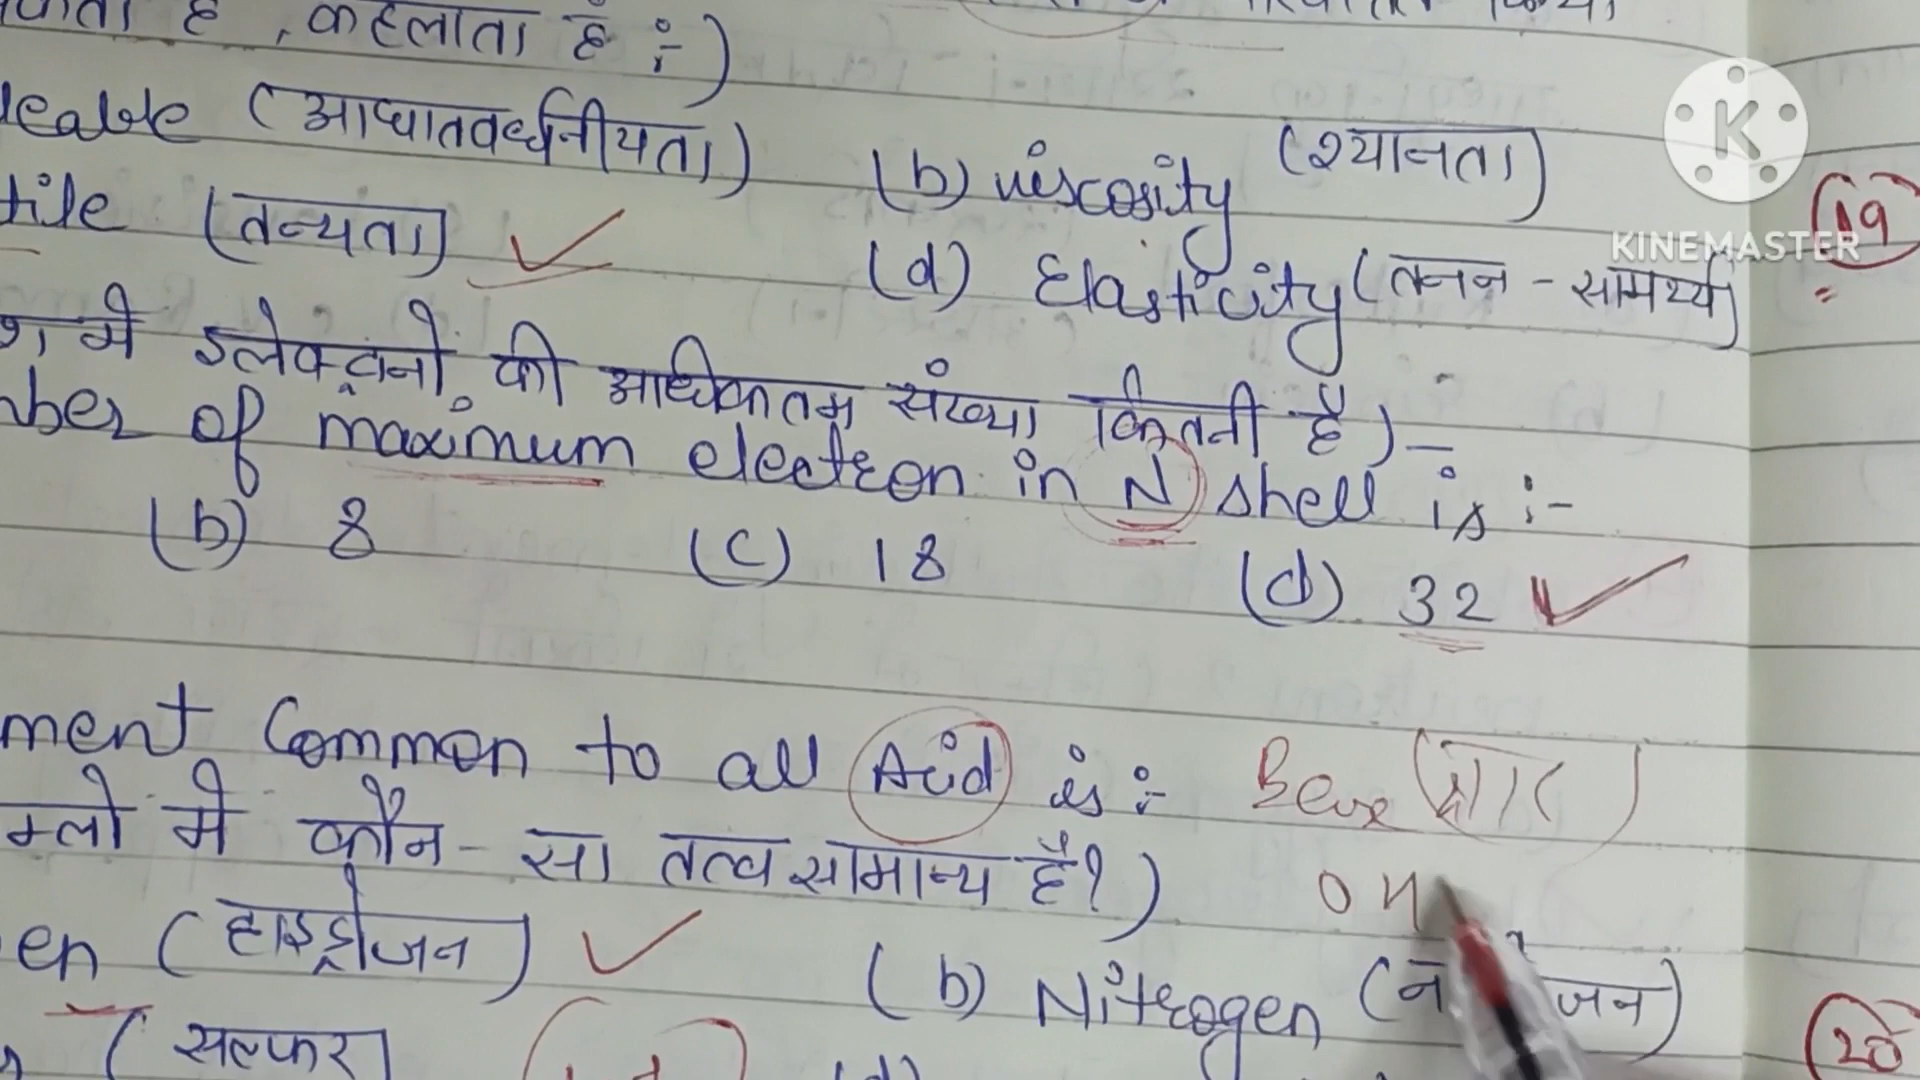 है, कहलाता है :-)
leable (आघातवर्धनीयता) (b) viscosity (श्यानता)
tile (तन्यता) (d) Elasticity (तनन - सामर्थ्य)
19
KINEMASTER
में इलेक्ट्रानों की अधिकतम संख्या कितनी है) -
ber of maximum electron in N shell is :-
(b) 8 (c) 18 (d) 32
ment Common to all Acid is :- Base (क्षार)
म्लो मे कौन - सा तत्व सामान्य है?) OH
en (हाइड्रोजन) (b) Nitrogen
(सल्फर) (d)
20